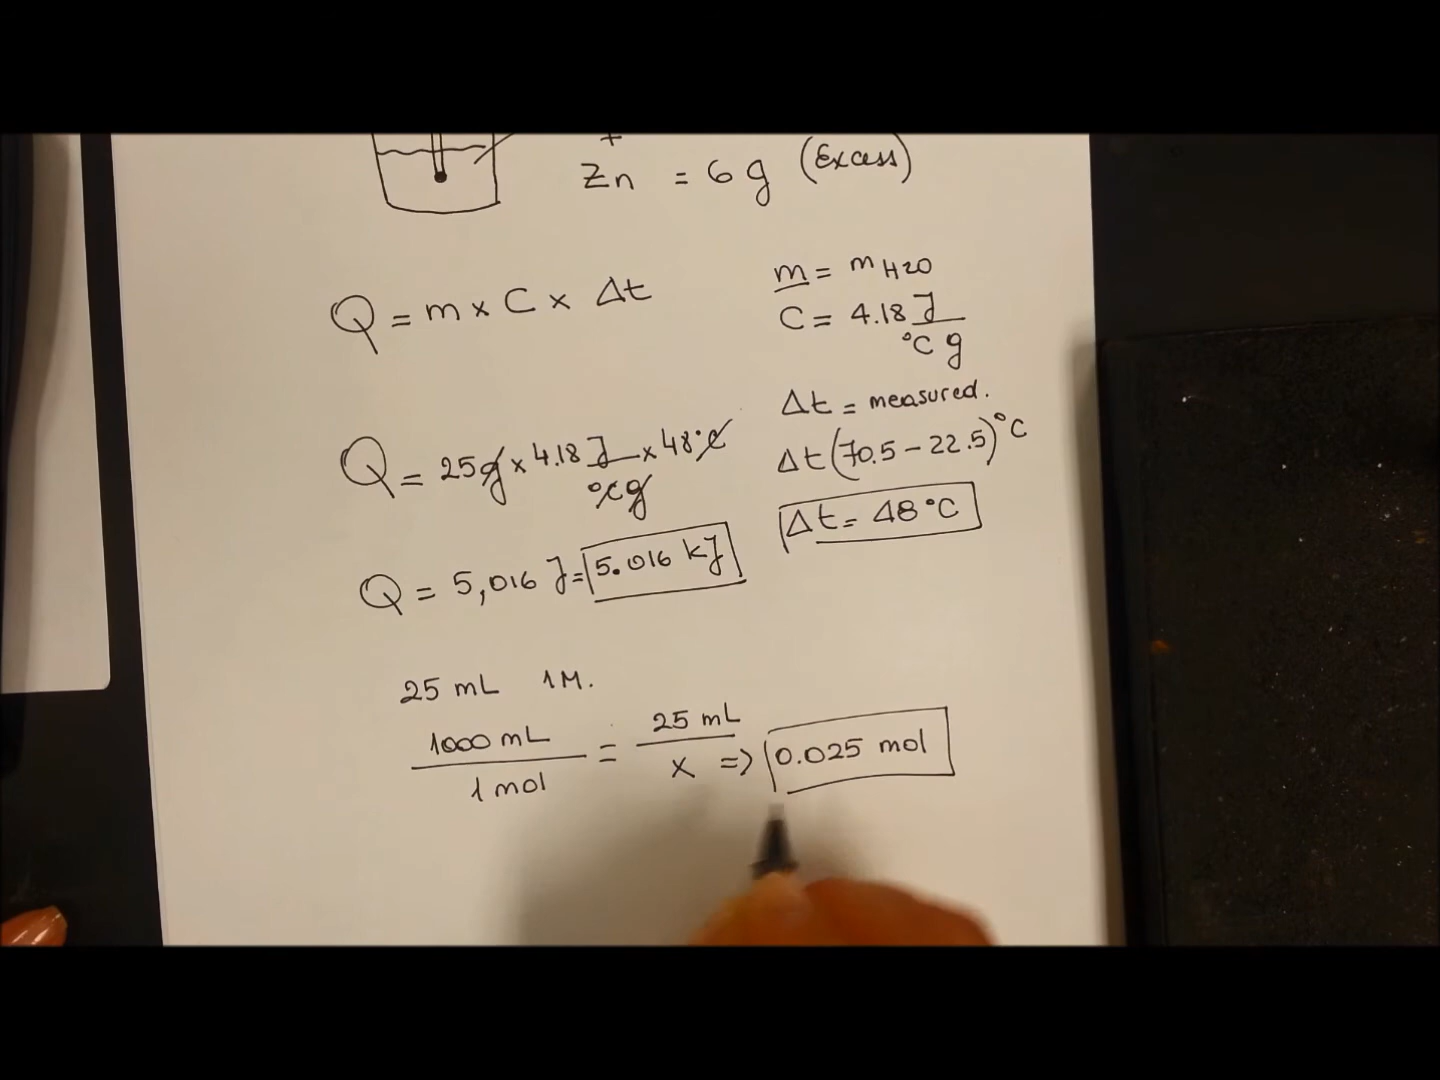 +
Zn = 6 g (Excess)
m = mH2O
Q = m x C x Δt
C = 4.18 J
°C g
Δt = measured.
Δt (70.5 - 22.5)°C
Q = 25g x 4.18 J x 48°C
°C g
Δt = 48°C
Q = 5,016 J = 5.016 kJ
25 mL 1M.
1000 mL = 25 mL
1 mol x => 0.025 mol